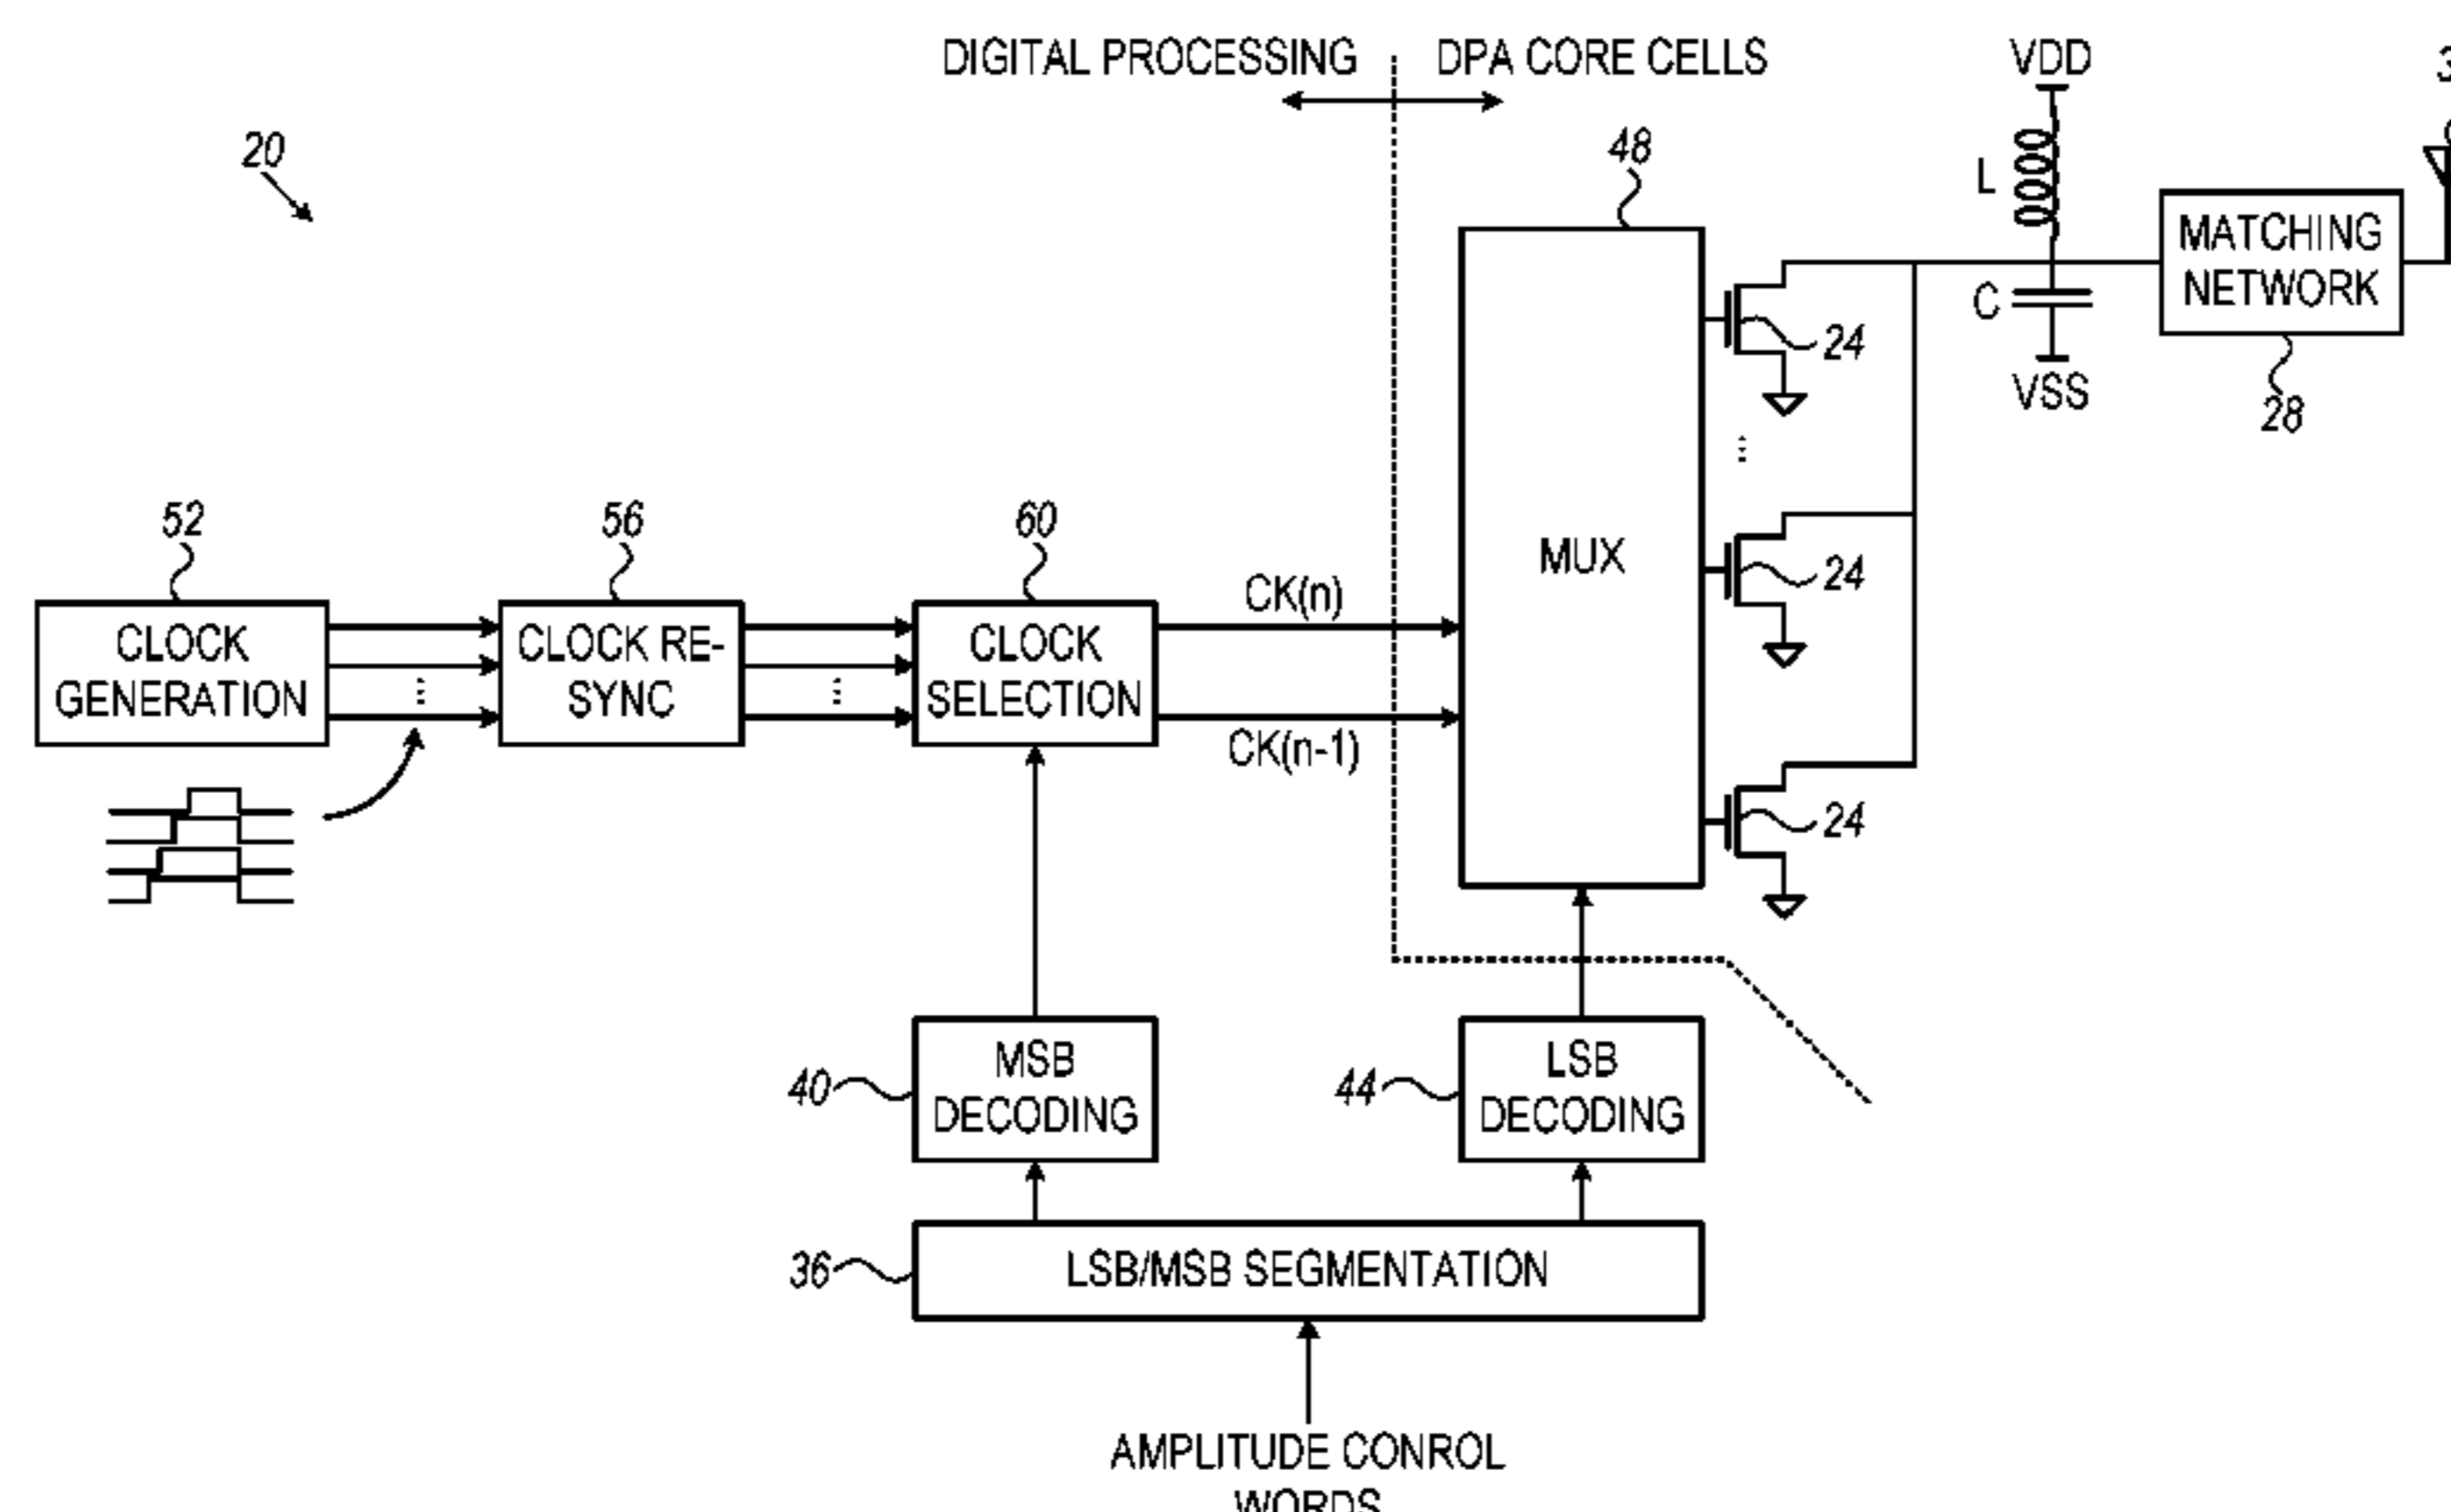 DIGITAL PROCESSING
DPA CORE CELLS
VDD
3
20
48
L
MATCHING
NETWORK
C
24
VSS
28
52
56
60
CK(n)
MUX
24
CLOCK
GENERATION
CLOCK RE-
SYNC
CLOCK
SELECTION
CK(n-1)
24
MSB
DECODING
40
44
LSB
DECODING
36
LSB/MSB SEGMENTATION
AMPLITUDE CONROL
WORDS